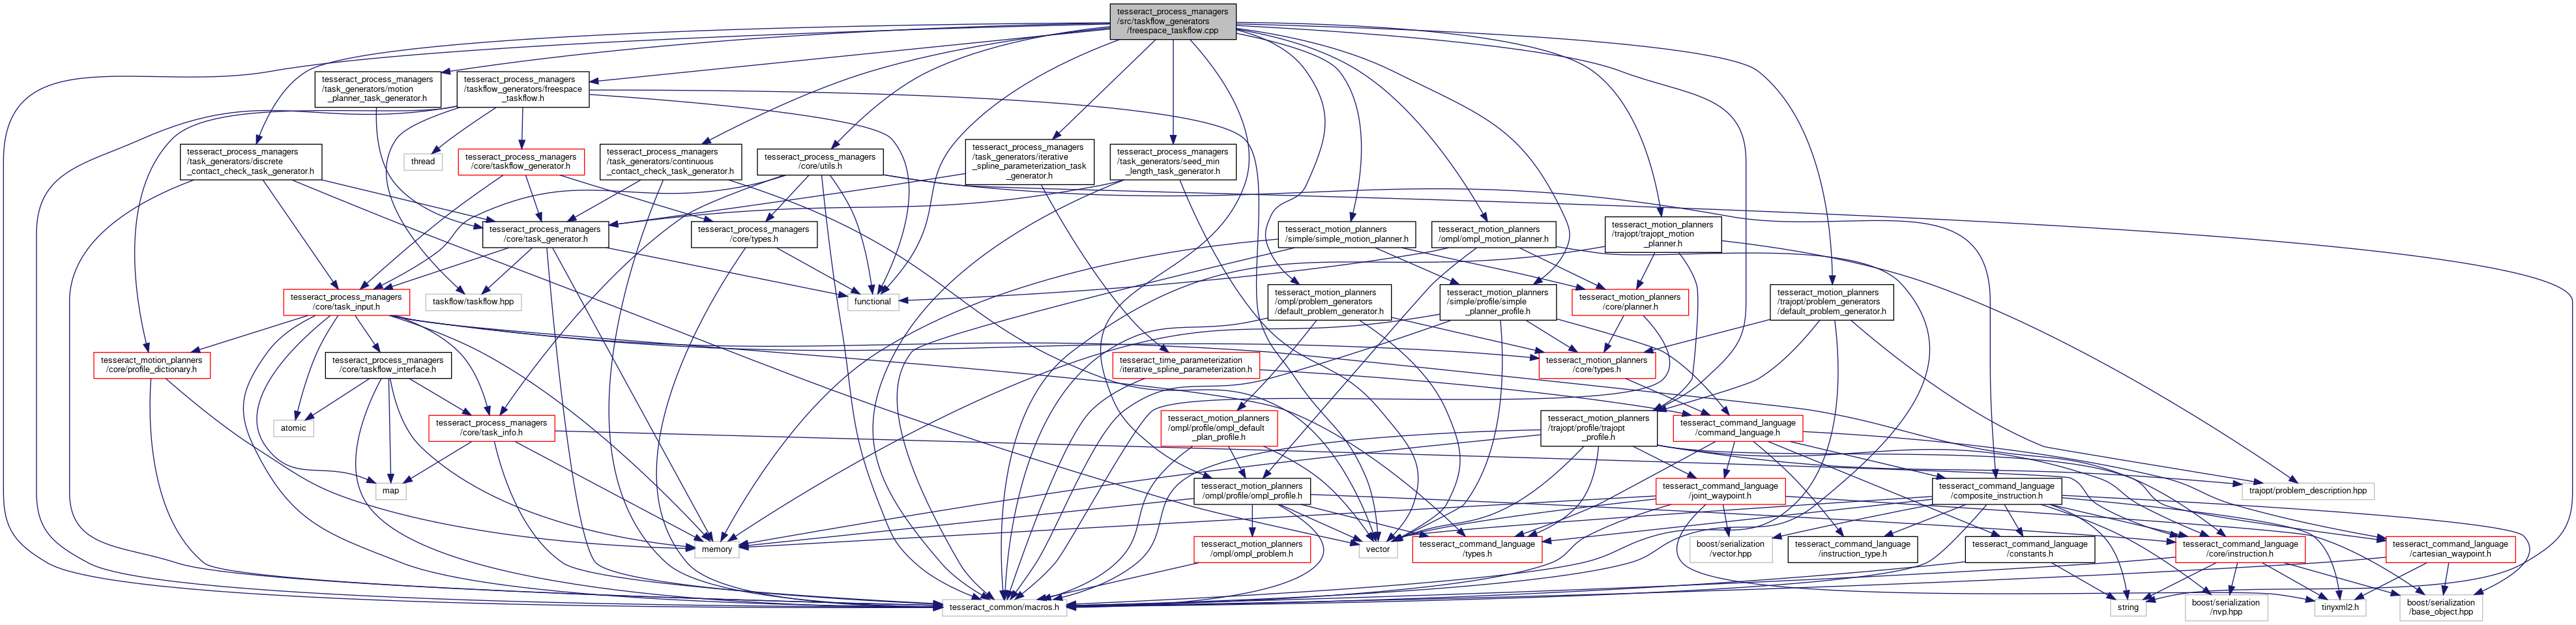 tesseract_process_managers
/src/taskflow_generators
/freespace_taskflow.cpp
tesseract_process_managers
/task_generators/motion
_planner_task_generator.h
tesseract_process_managers
/taskflow_generators/freespace
_taskflow.h
tesseract_process_managers
/task_generators/discrete
_contact_check_task_generator.h
thread
tesseract_process_managers
/core/taskflow_generator.h
tesseract_process_managers
/task_generators/continuous
_contact_check_task_generator.h
tesseract_process_managers
/core/utils.h
tesseract_process_managers
/task_generators/iterative
_spline_parameterization_task
_generator.h
tesseract_process_managers
/task_generators/seed_min
_length_task_generator.h
tesseract_process_managers
/core/task_generator.h
tesseract_process_managers
/core/types.h
tesseract_motion_planners
/simple/simple_motion_planner.h
tesseract_motion_planners
/ompl/ompl_motion_planner.h
tesseract_motion_planners
/trajopt/trajopt_motion
_planner.h
tesseract_process_managers
/core/task_input.h
taskflow/taskflow.hpp
functional
tesseract_motion_planners
/ompl/problem_generators
/default_problem_generator.h
tesseract_motion_planners
/simple/profile/simple
_planner_profile.h
tesseract_motion_planners
/core/planner.h
tesseract_motion_planners
/trajopt/problem_generators
/default_problem_generator.h
tesseract_motion_planners
/core/profile_dictionary.h
tesseract_process_managers
/core/taskflow_interface.h
tesseract_time_parameterization
/iterative_spline_parameterization.h
tesseract_motion_planners
/core/types.h
atomic
tesseract_process_managers
/core/task_info.h
tesseract_motion_planners
/ompl/profile/ompl_default
_plan_profile.h
tesseract_motion_planners
/trajopt/profile/trajopt
_profile.h
tesseract_command_language
/command_language.h
map
tesseract_motion_planners
/ompl/profile/ompl_profile.h
tesseract_command_language
/joint_waypoint.h
tesseract_command_language
/composite_instruction.h
trajopt/problem_description.hpp
memory
tesseract_motion_planners
/ompl/ompl_problem.h
vector
tesseract_command_language
/types.h
boost/serialization
/vector.hpp
tesseract_command_language
/instruction_type.h
tesseract_command_language
/constants.h
tesseract_command_language
/core/instruction.h
tesseract_command_language
/cartesian_waypoint.h
tesseract_common/macros.h
string
boost/serialization
/nvp.hpp
tinyxml2.h
boost/serialization
/base_object.hpp